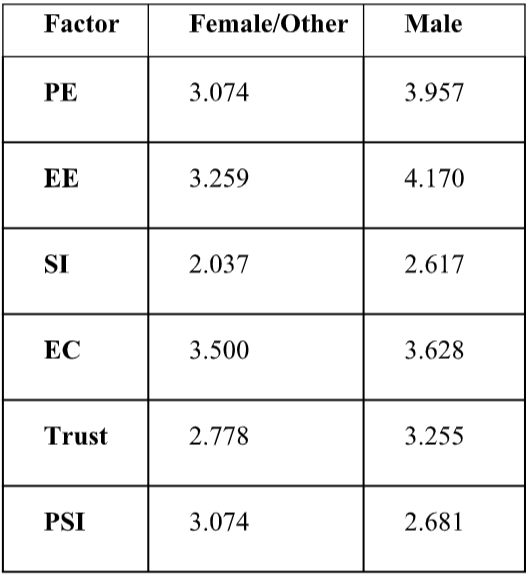 Factor Female/Other Male
PE 3.074 3.957
EE 3.259 4.170
SI 2.037 2.617
EC 3.500 3.628
Trust 2.778 3.255
PSI 3.074 2.681